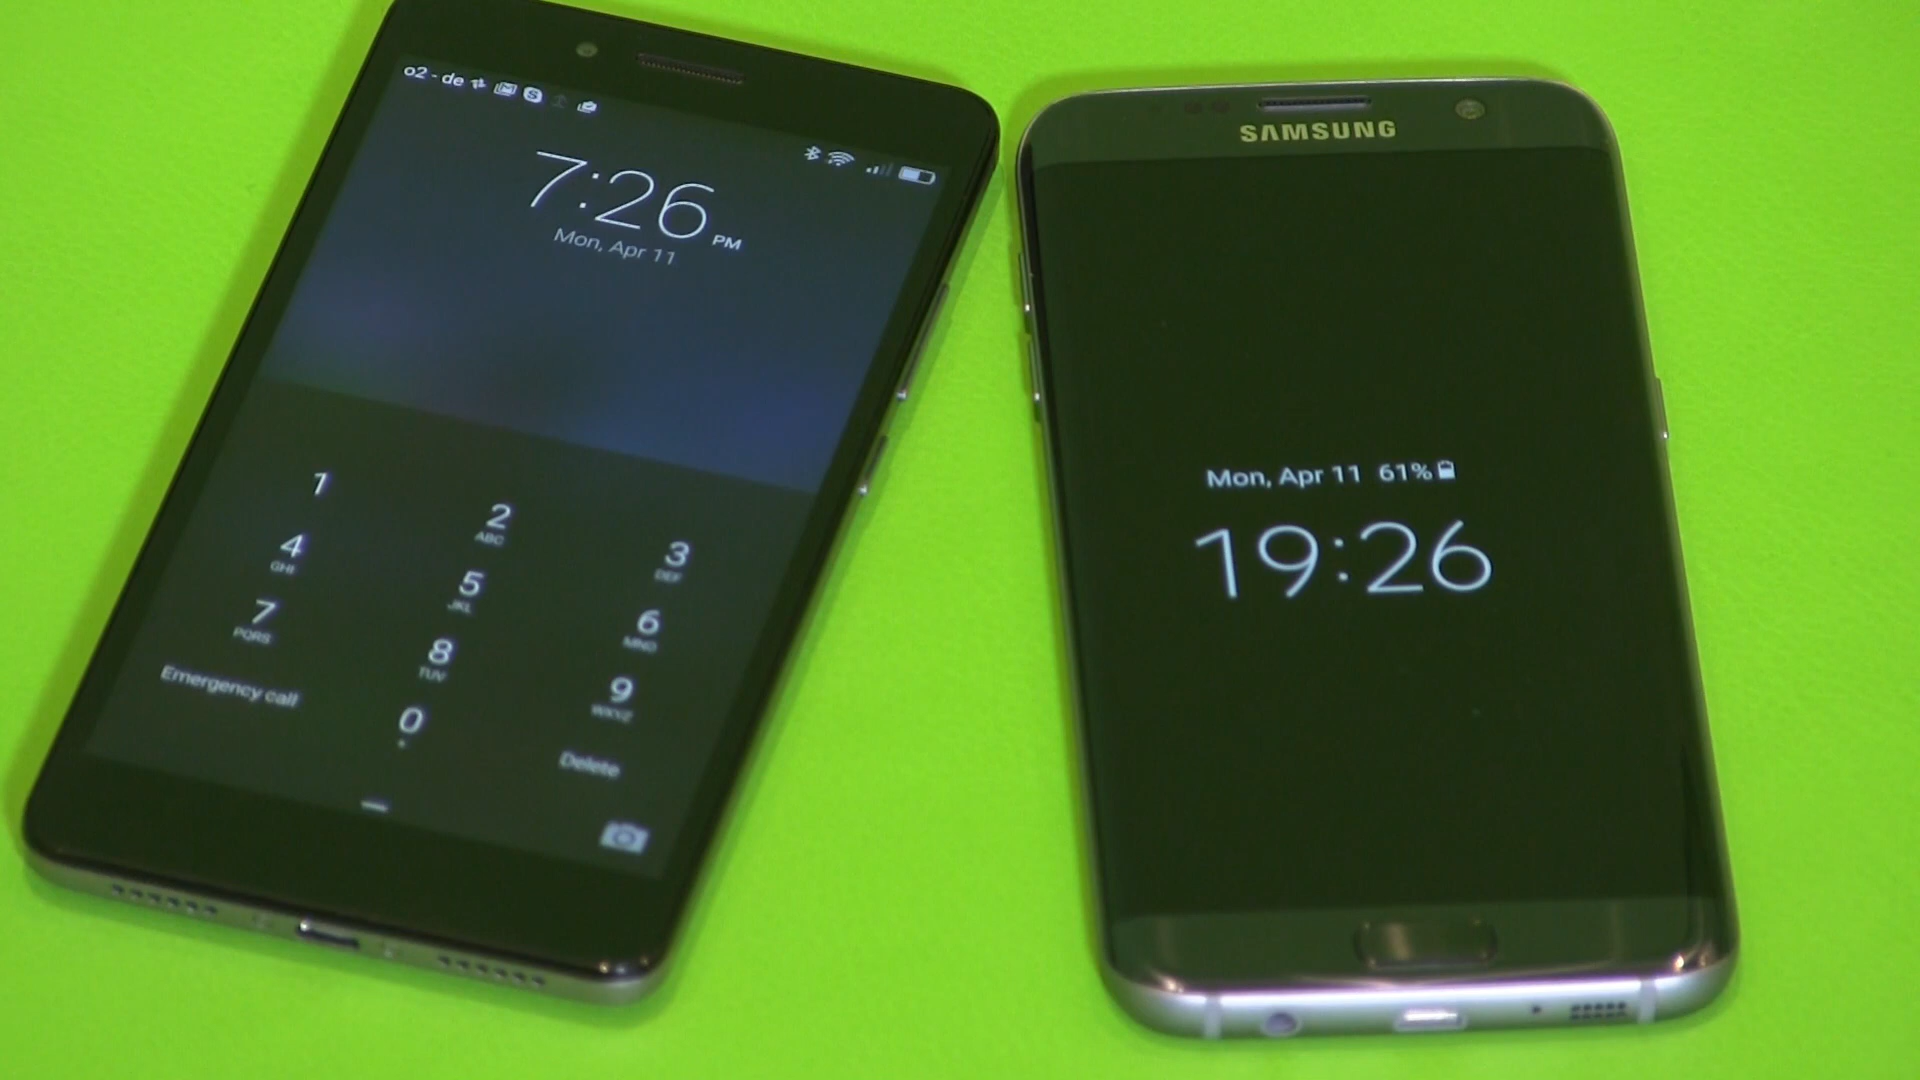 o2 - de
7:26 PM
Mon, Apr 11
1
2
ABC
3
DEF
4
GHI
5
JKL
6
MNO
7
PQRS
8
TUV
9
WXYZ
Emergency call
0
Delete
SAMSUNG
Mon, Apr 11 61%
19:26